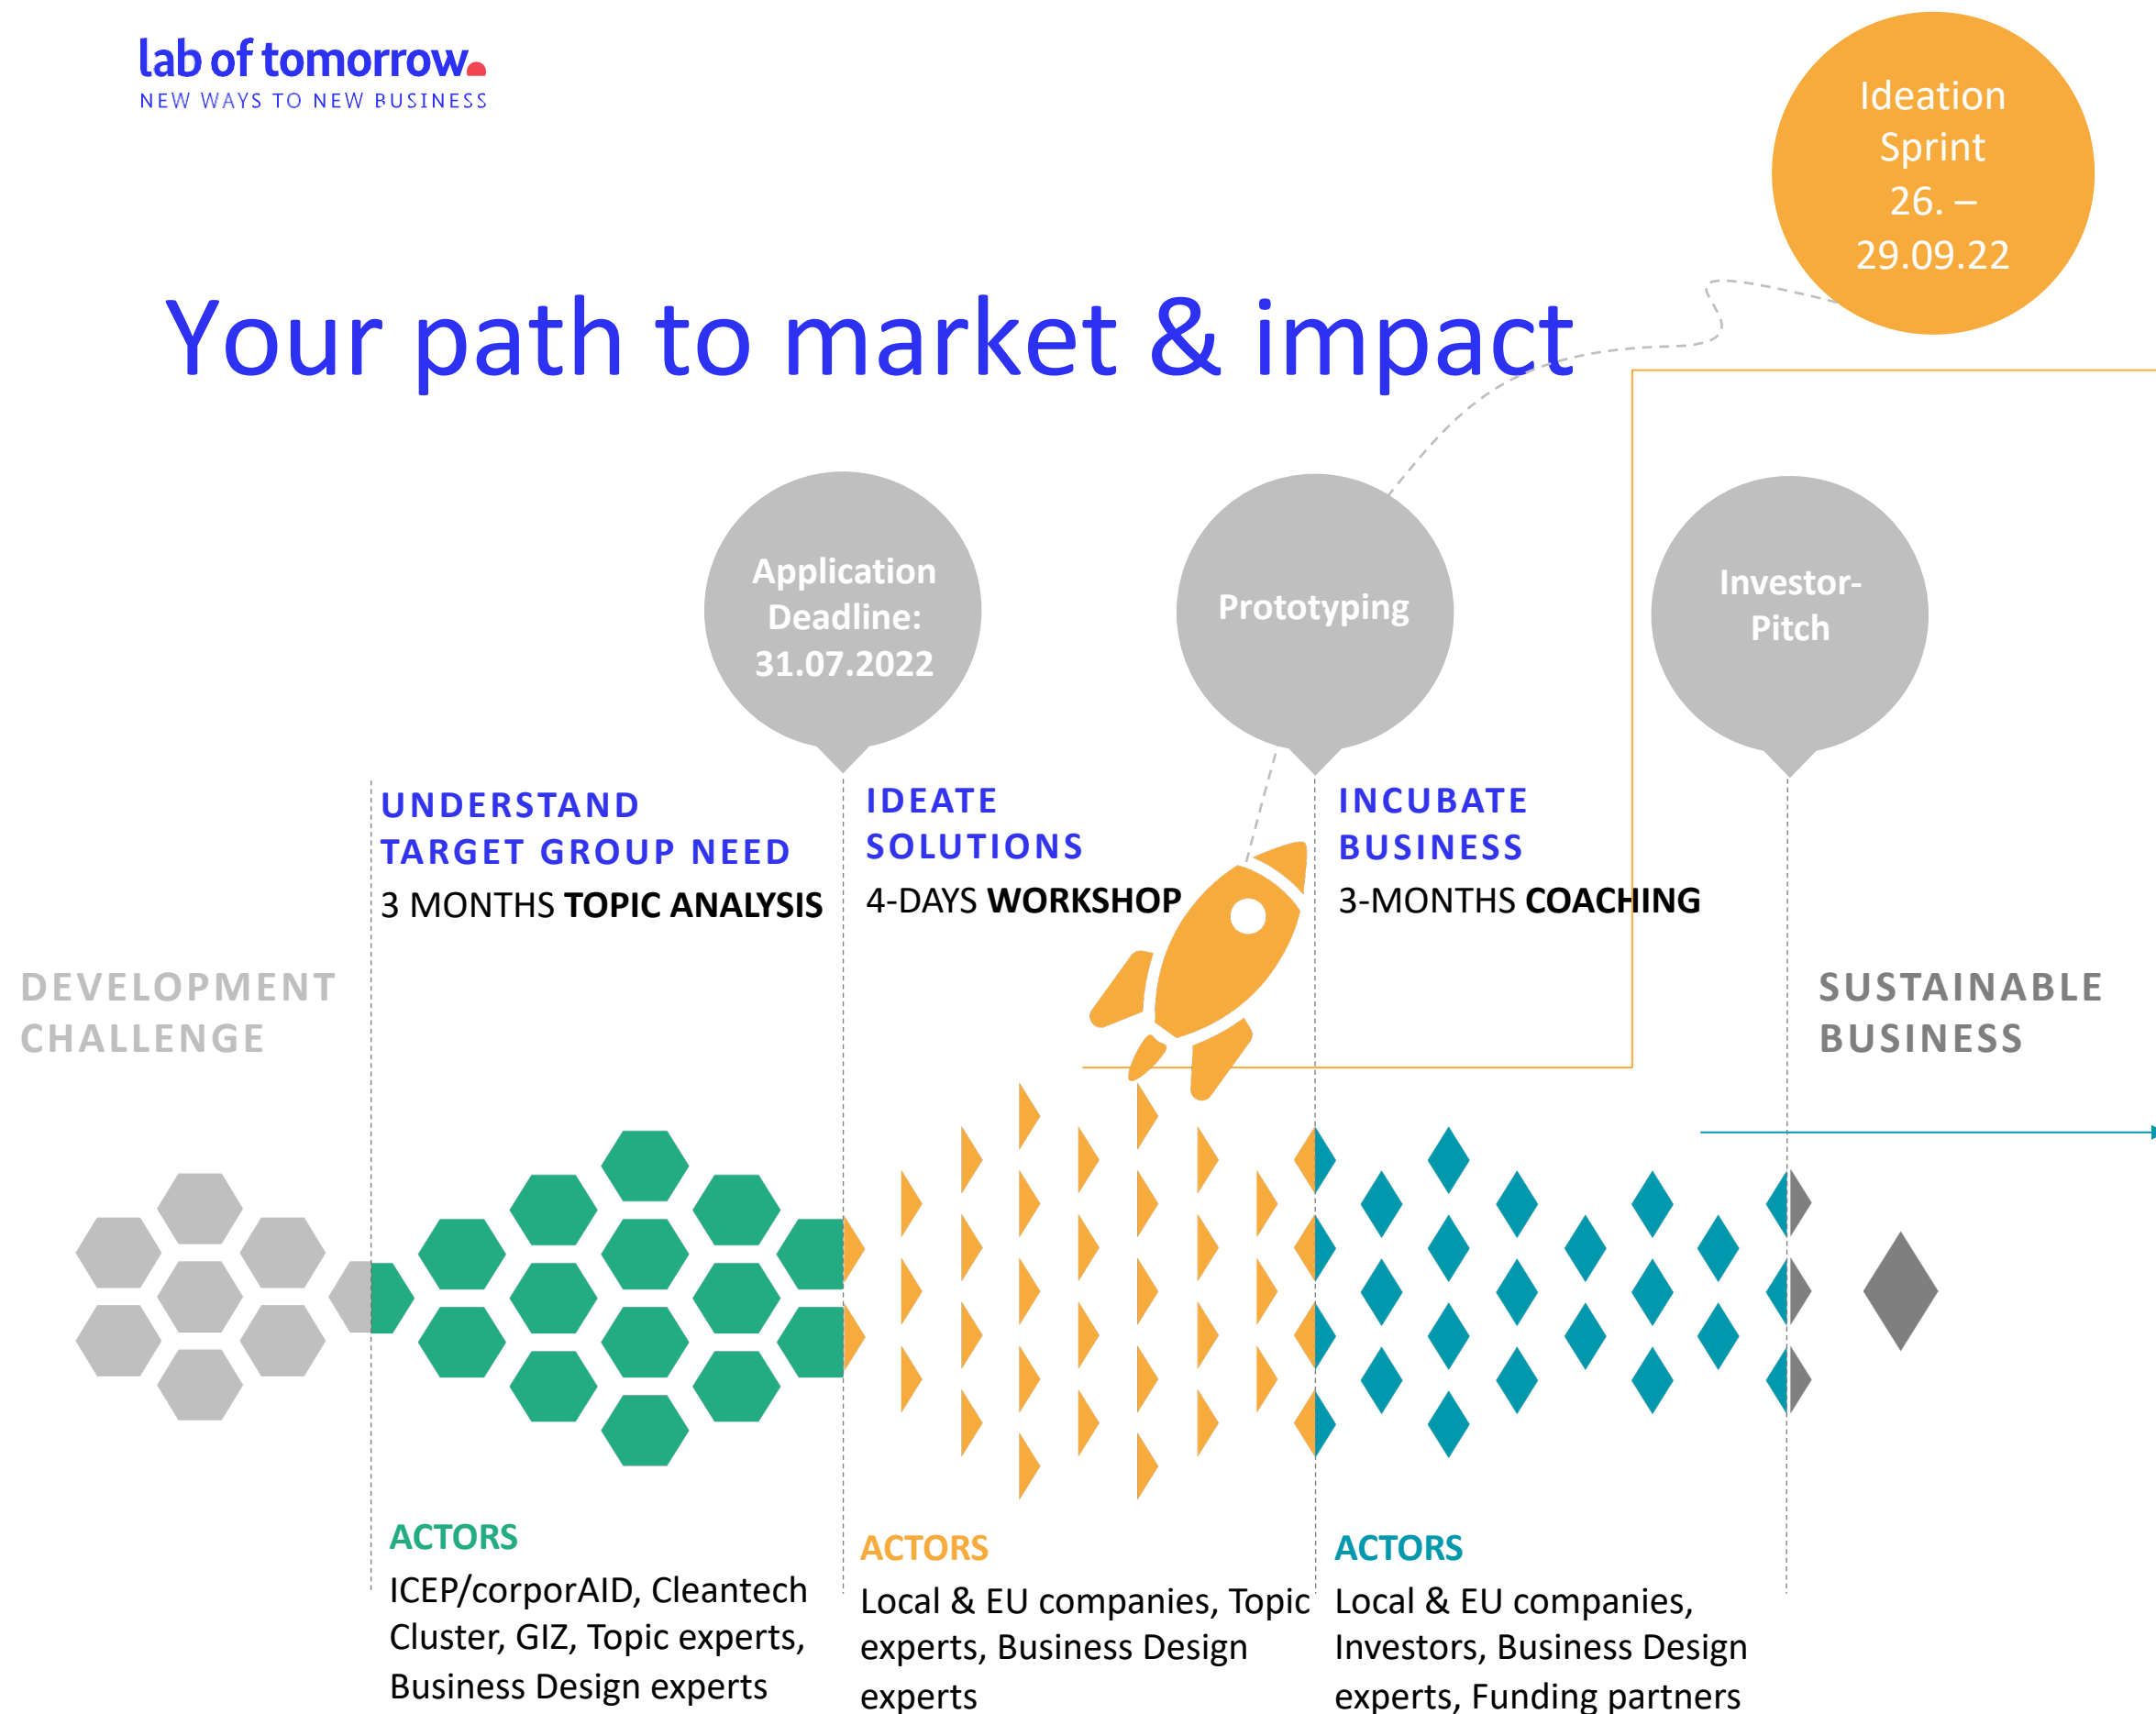 lab of tomorrow
NEW WAYS TO NEW BUSINESS
Ideation
Sprint
26. –
29.09.22
Your path to market & impact
Application
Deadline:
31.07.2022
Prototyping
Investor-
Pitch
UNDERSTAND
TARGET GROUP NEED
3 MONTHS TOPIC ANALYSIS
IDEATE
SOLUTIONS
4-DAYS WORKSHOP
INCUBATE
BUSINESS
3-MONTHS COACHING
DEVELOPMENT
CHALLENGE
SUSTAINABLE
BUSINESS
ACTORS
ICEP/corporAID, Cleantech
Cluster, GIZ, Topic experts,
Business Design experts
ACTORS
Local & EU companies, Topic
experts, Business Design
experts
ACTORS
Local & EU companies,
Investors, Business Design
experts, Funding partners